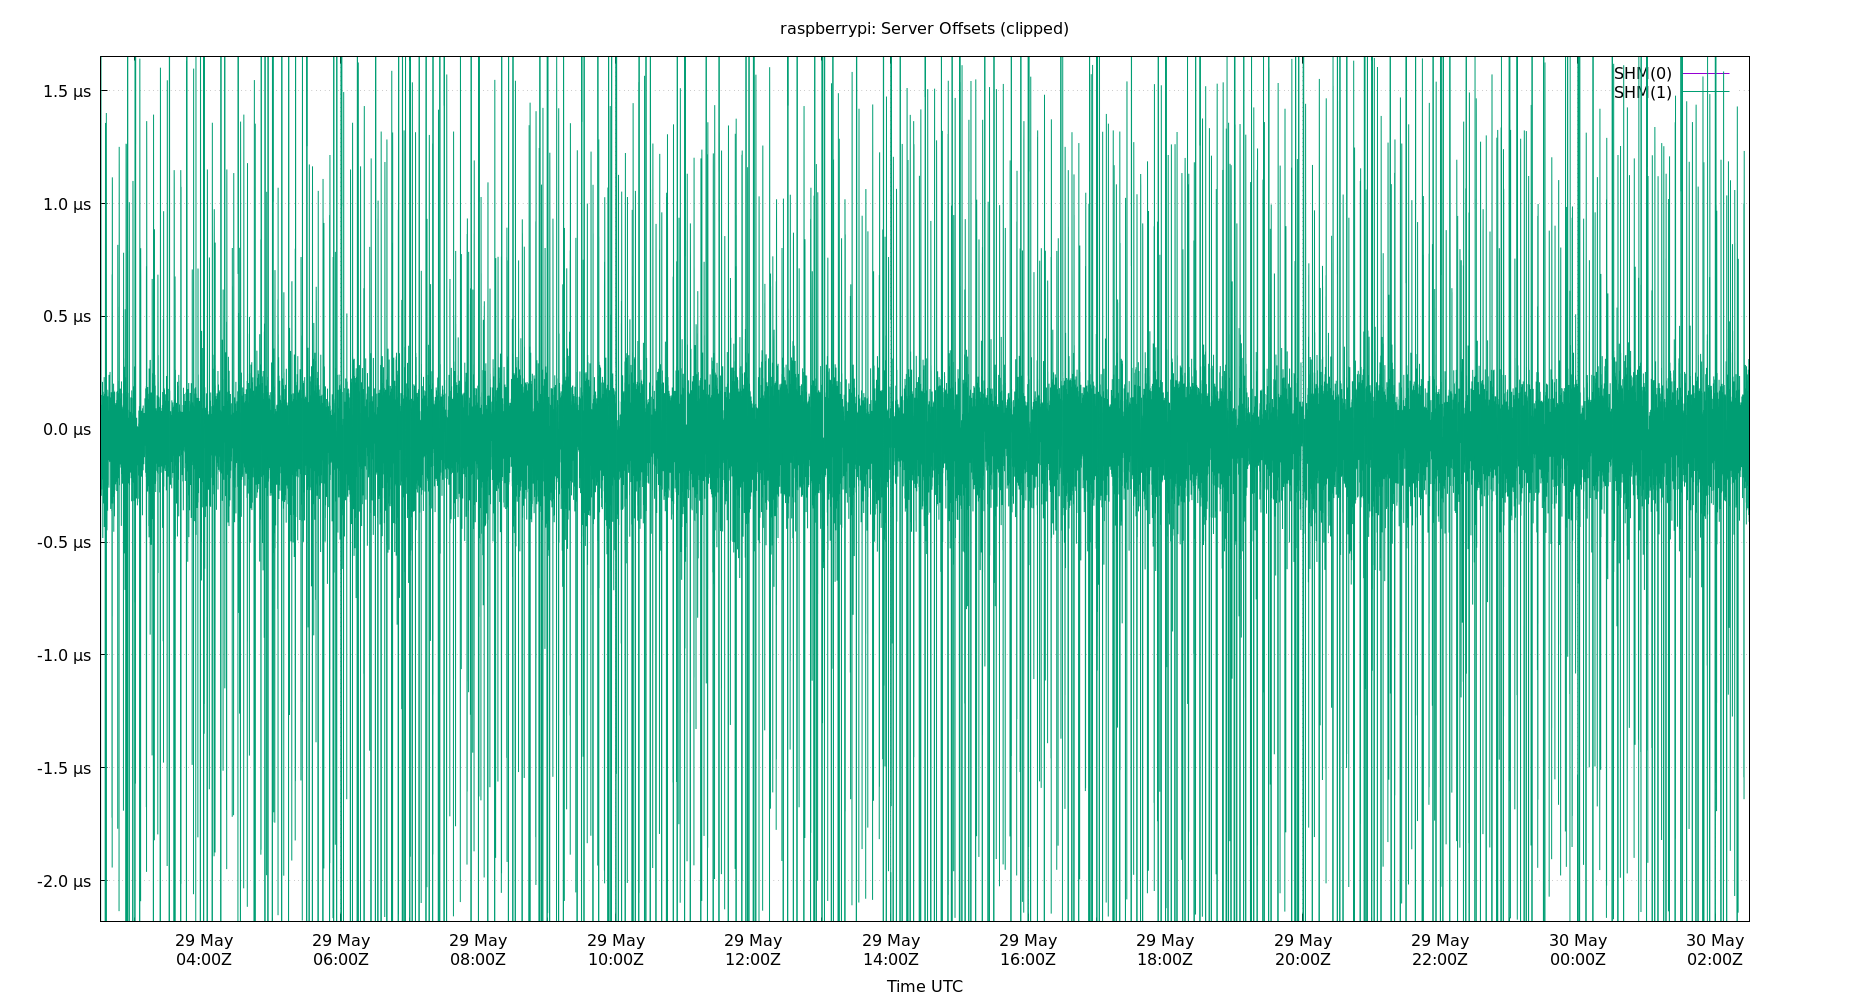 raspberrypi: Server Offsets (clipped)
SHM(0)
SHM(1)
1.5 µs
1.0 µs
0.5 µs
0.0 µs
-0.5 µs
-1.0 µs
-1.5 µs
-2.0 µs
29 May 29 May 29 May 29 May 29 May 29 May 29 May 29 May 29 May 29 May 30 May 30 May
04:00Z 06:00Z 08:00Z 10:00Z 12:00Z 14:00Z 16:00Z 18:00Z 20:00Z 22:00Z 00:00Z 02:00Z
Time UTC